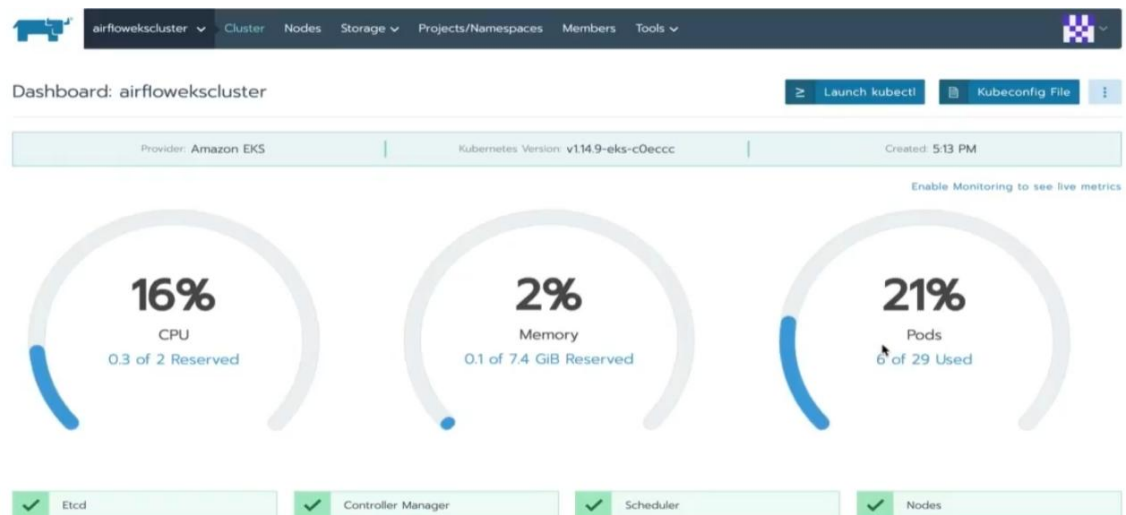 airflowekscluster Cluster Nodes Storage Projects/Namespaces Members Tools
Dashboard: airflowekscluster
≥ Launch kubectl Kubeconfig File
Provider: Amazon EKS Kubernetes Version: v1.14.9-eks-c0eccc Created: 5:13 PM
Enable Monitoring to see live metrics
16% 2% 21%
CPU Memory Pods
0.3 of 2 Reserved 0.1 of 7.4 GiB Reserved 6 of 29 Used
Etcd Controller Manager Scheduler Nodes